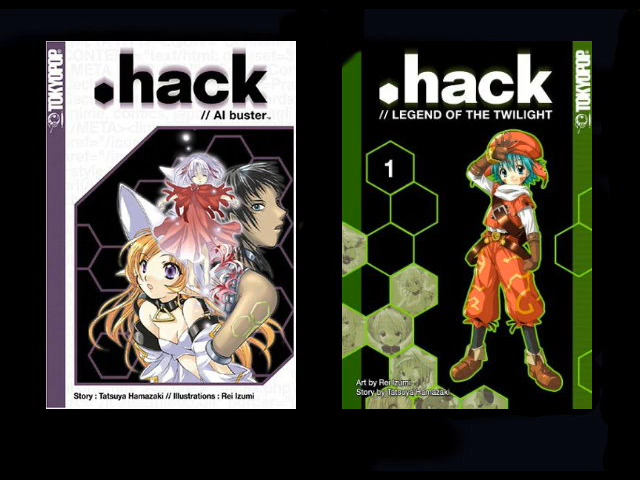 TOKYOPOP
.hack
// AI buster™
Story : Tatsuya Hamazaki // Illustrations : Rei Izumi
.hack
// LEGEND OF THE TWILIGHT
TOKYOPOP
1
Art by Rei Izumi
Story by Tatsuya Hamazaki